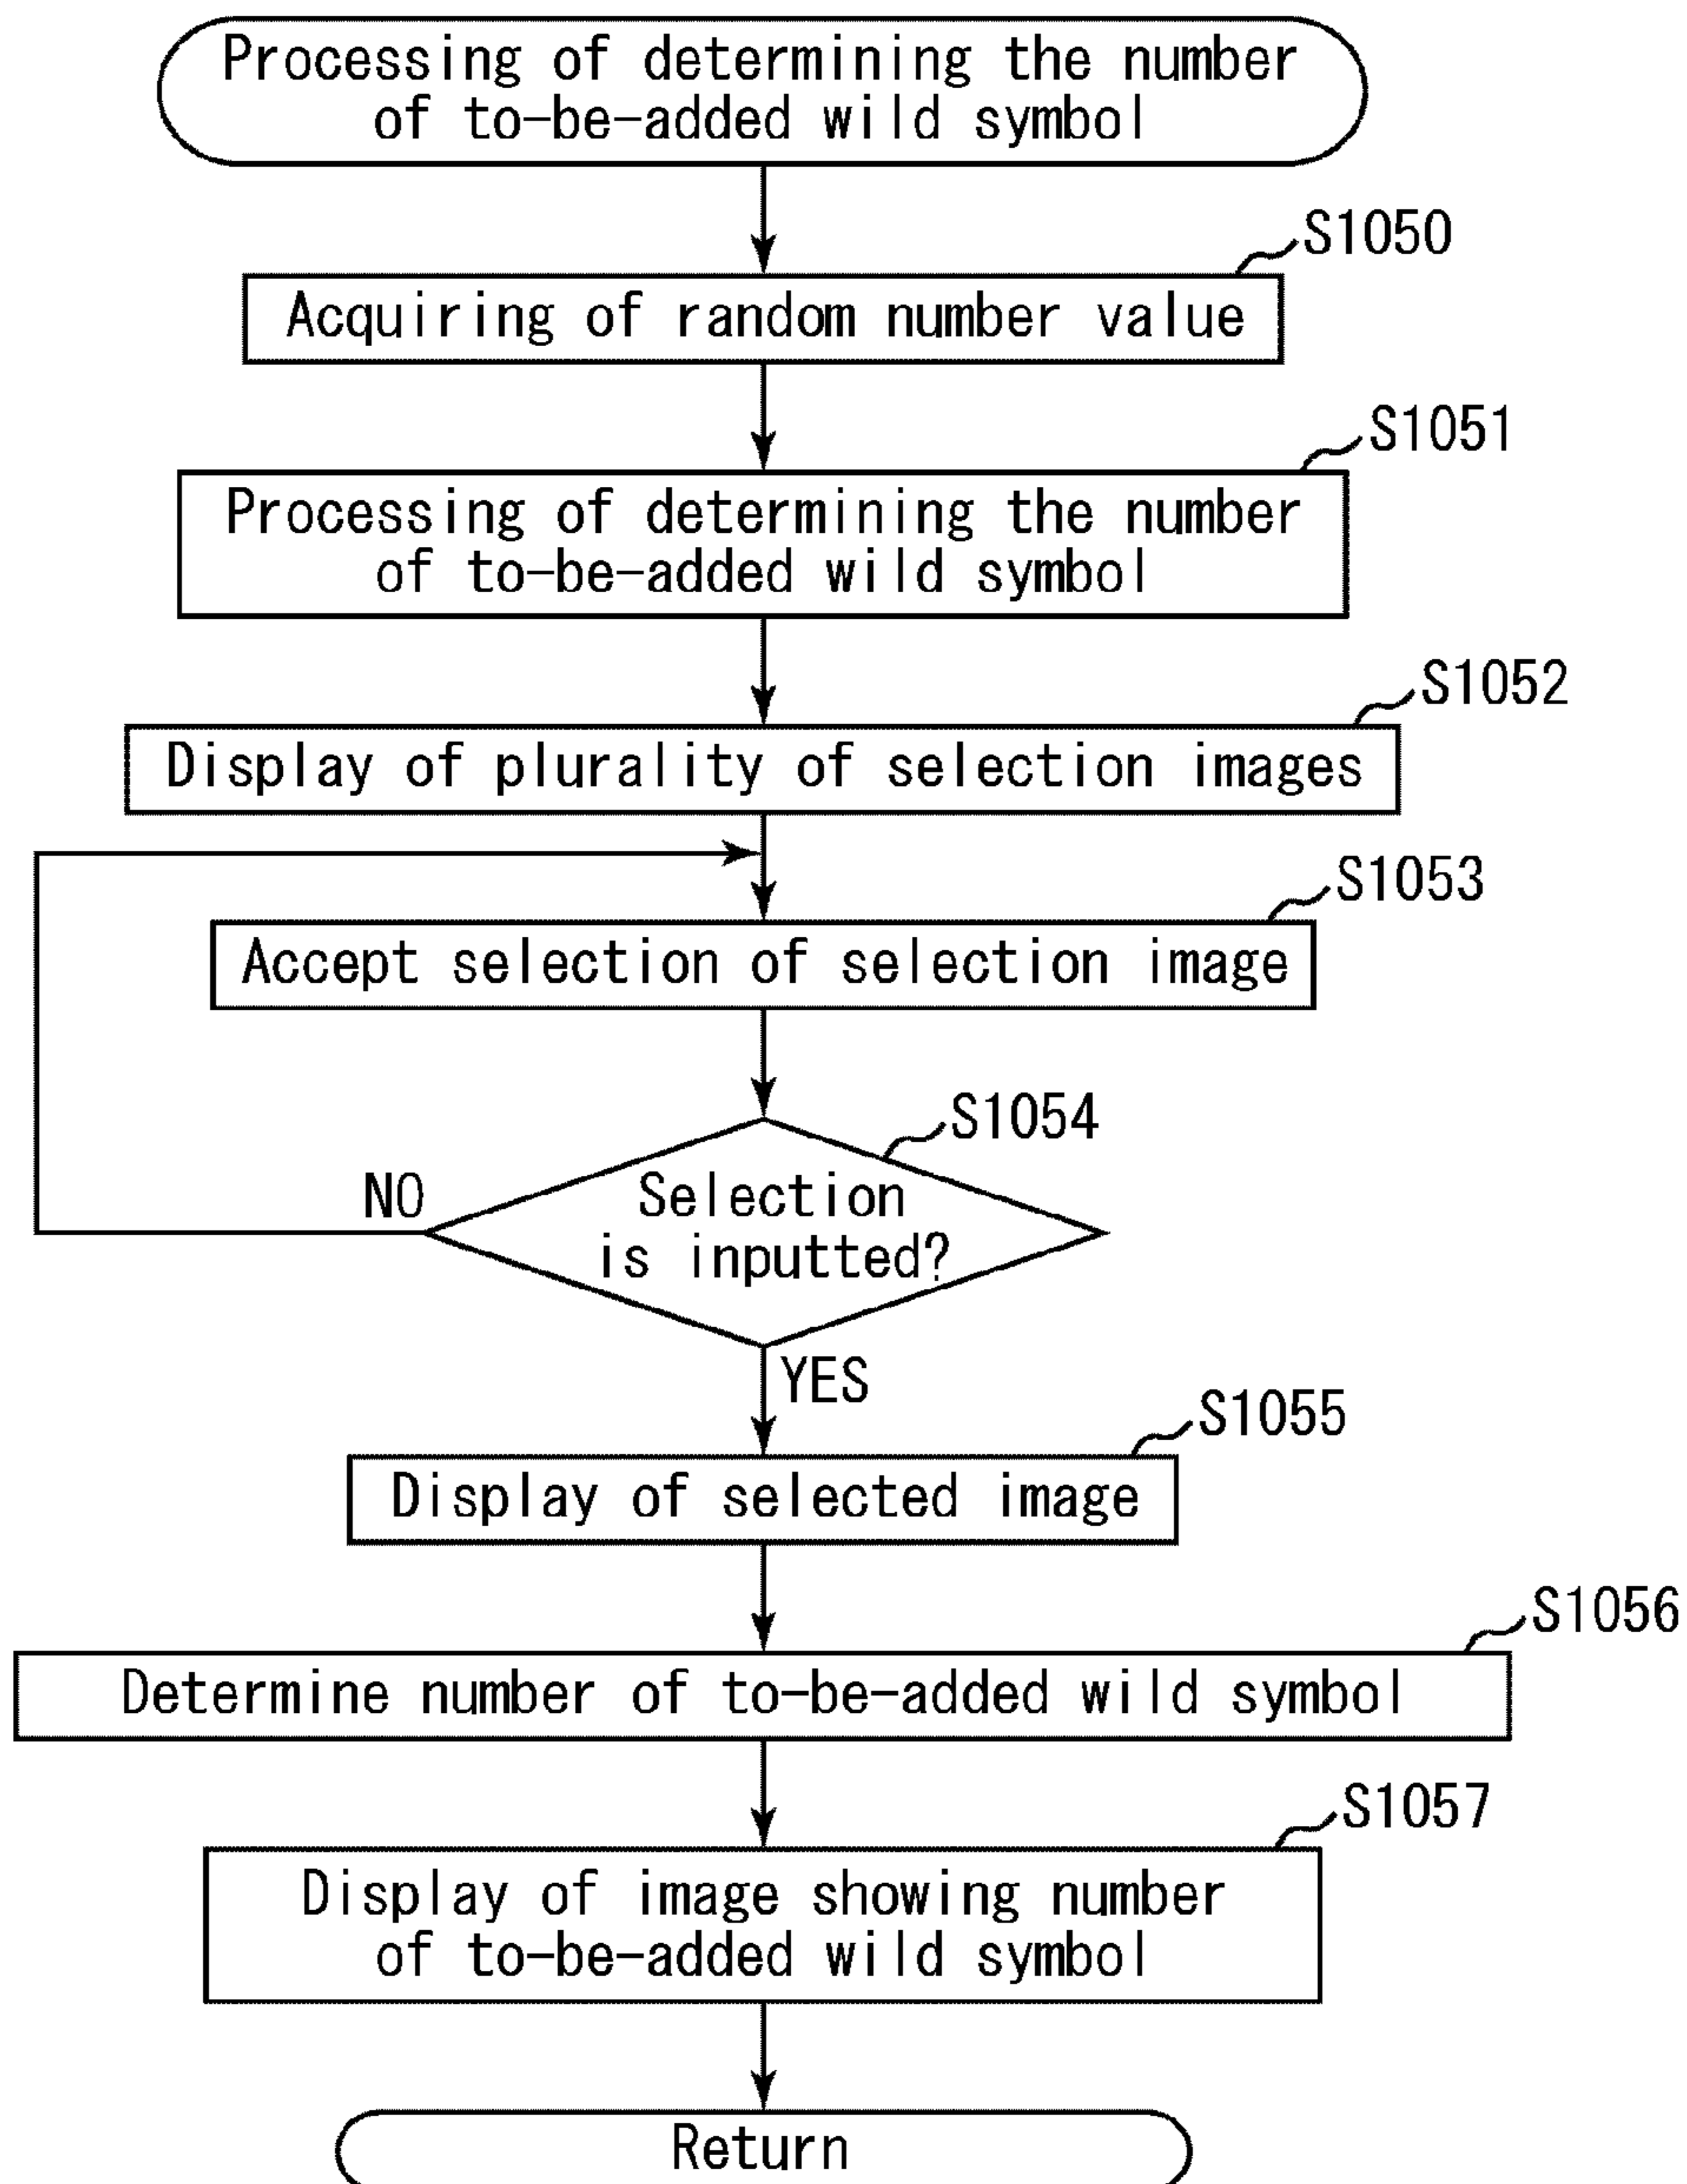 Processing of determining the number
of to-be-added wild symbol
S1050
Acquiring of random number value
S1051
Processing of determining the number
of to-be-added wild symbol
S1052
Display of plurality of selection images
S1053
Accept selection of selection image
S1054
Selection
is inputted?
NO
YES
S1055
Display of selected image
S1056
Determine number of to-be-added wild symbol
S1057
Display of image showing number
of to-be-added wild symbol
Return